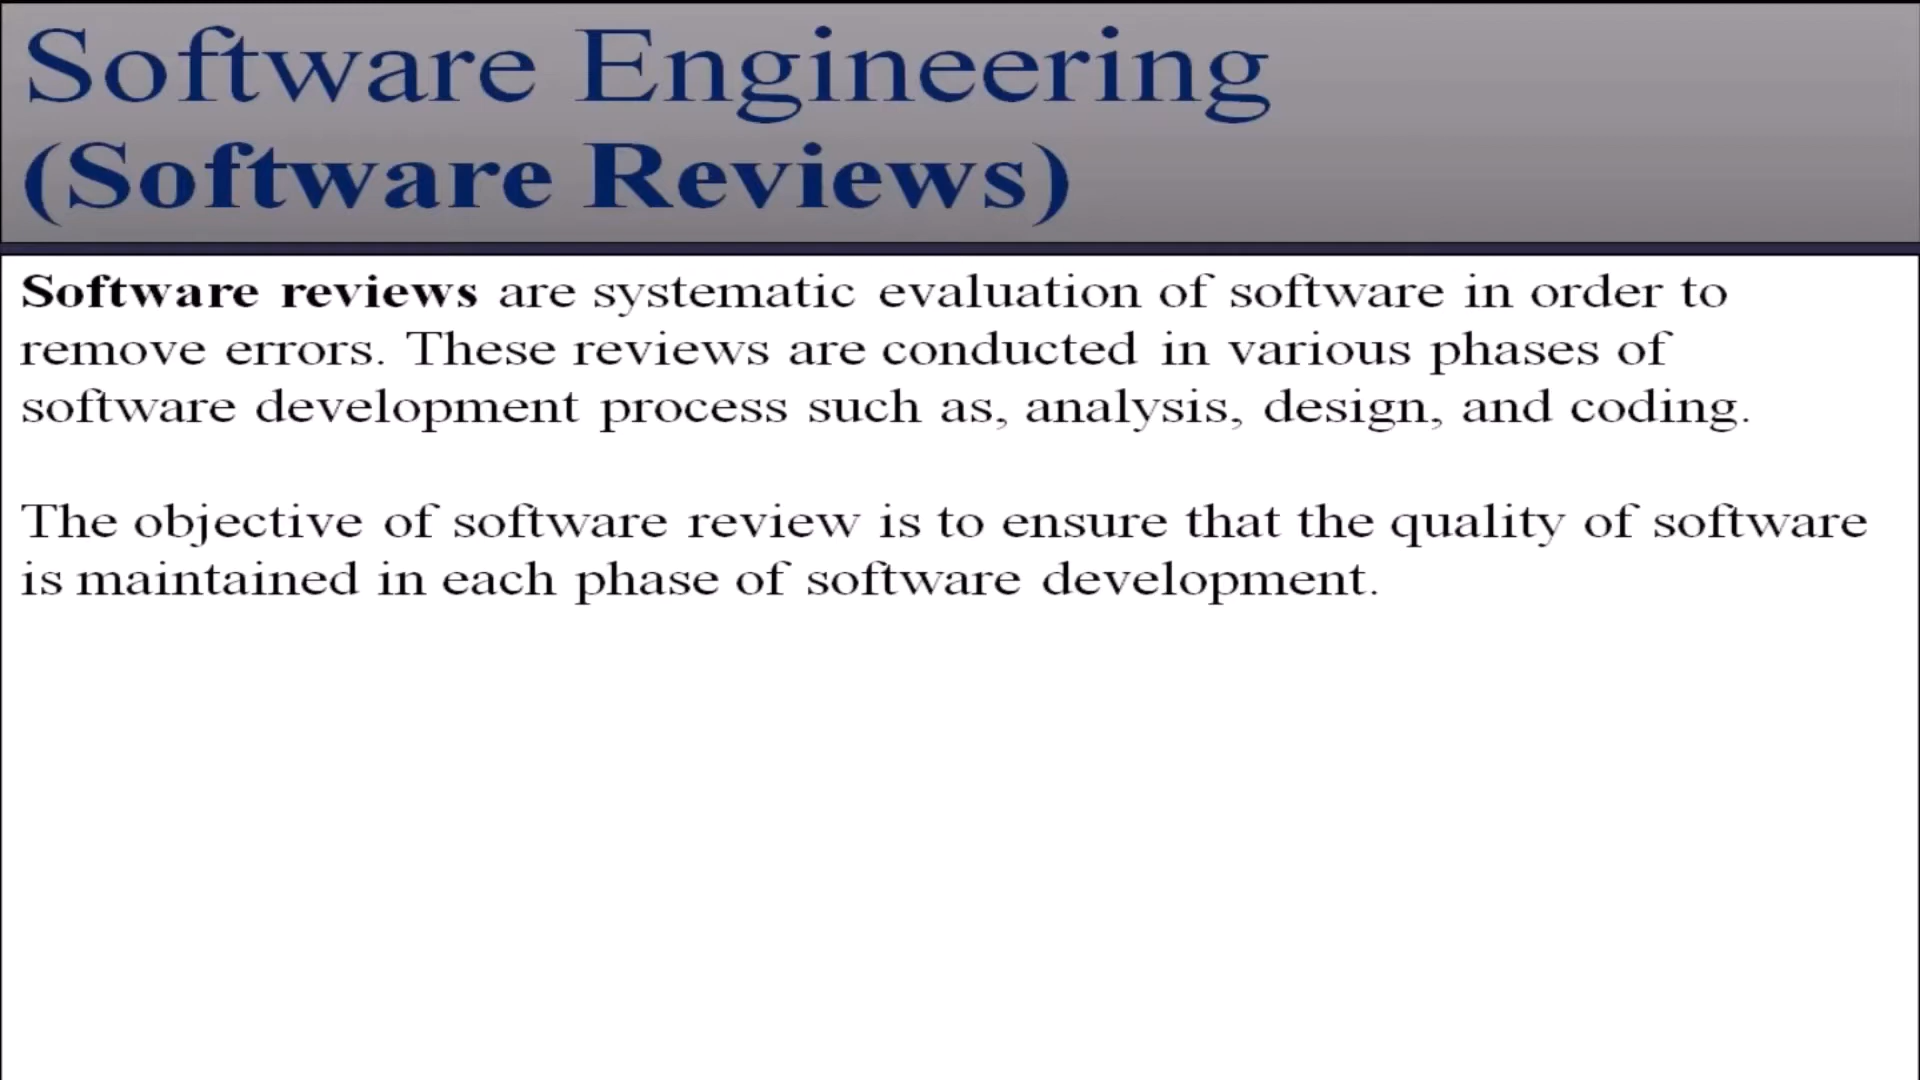 Software Engineering
(Software Reviews)
Software reviews are systematic evaluation of software in order to
remove errors. These reviews are conducted in various phases of
software development process such as, analysis, design, and coding.
The objective of software review is to ensure that the quality of software
is maintained in each phase of software development.